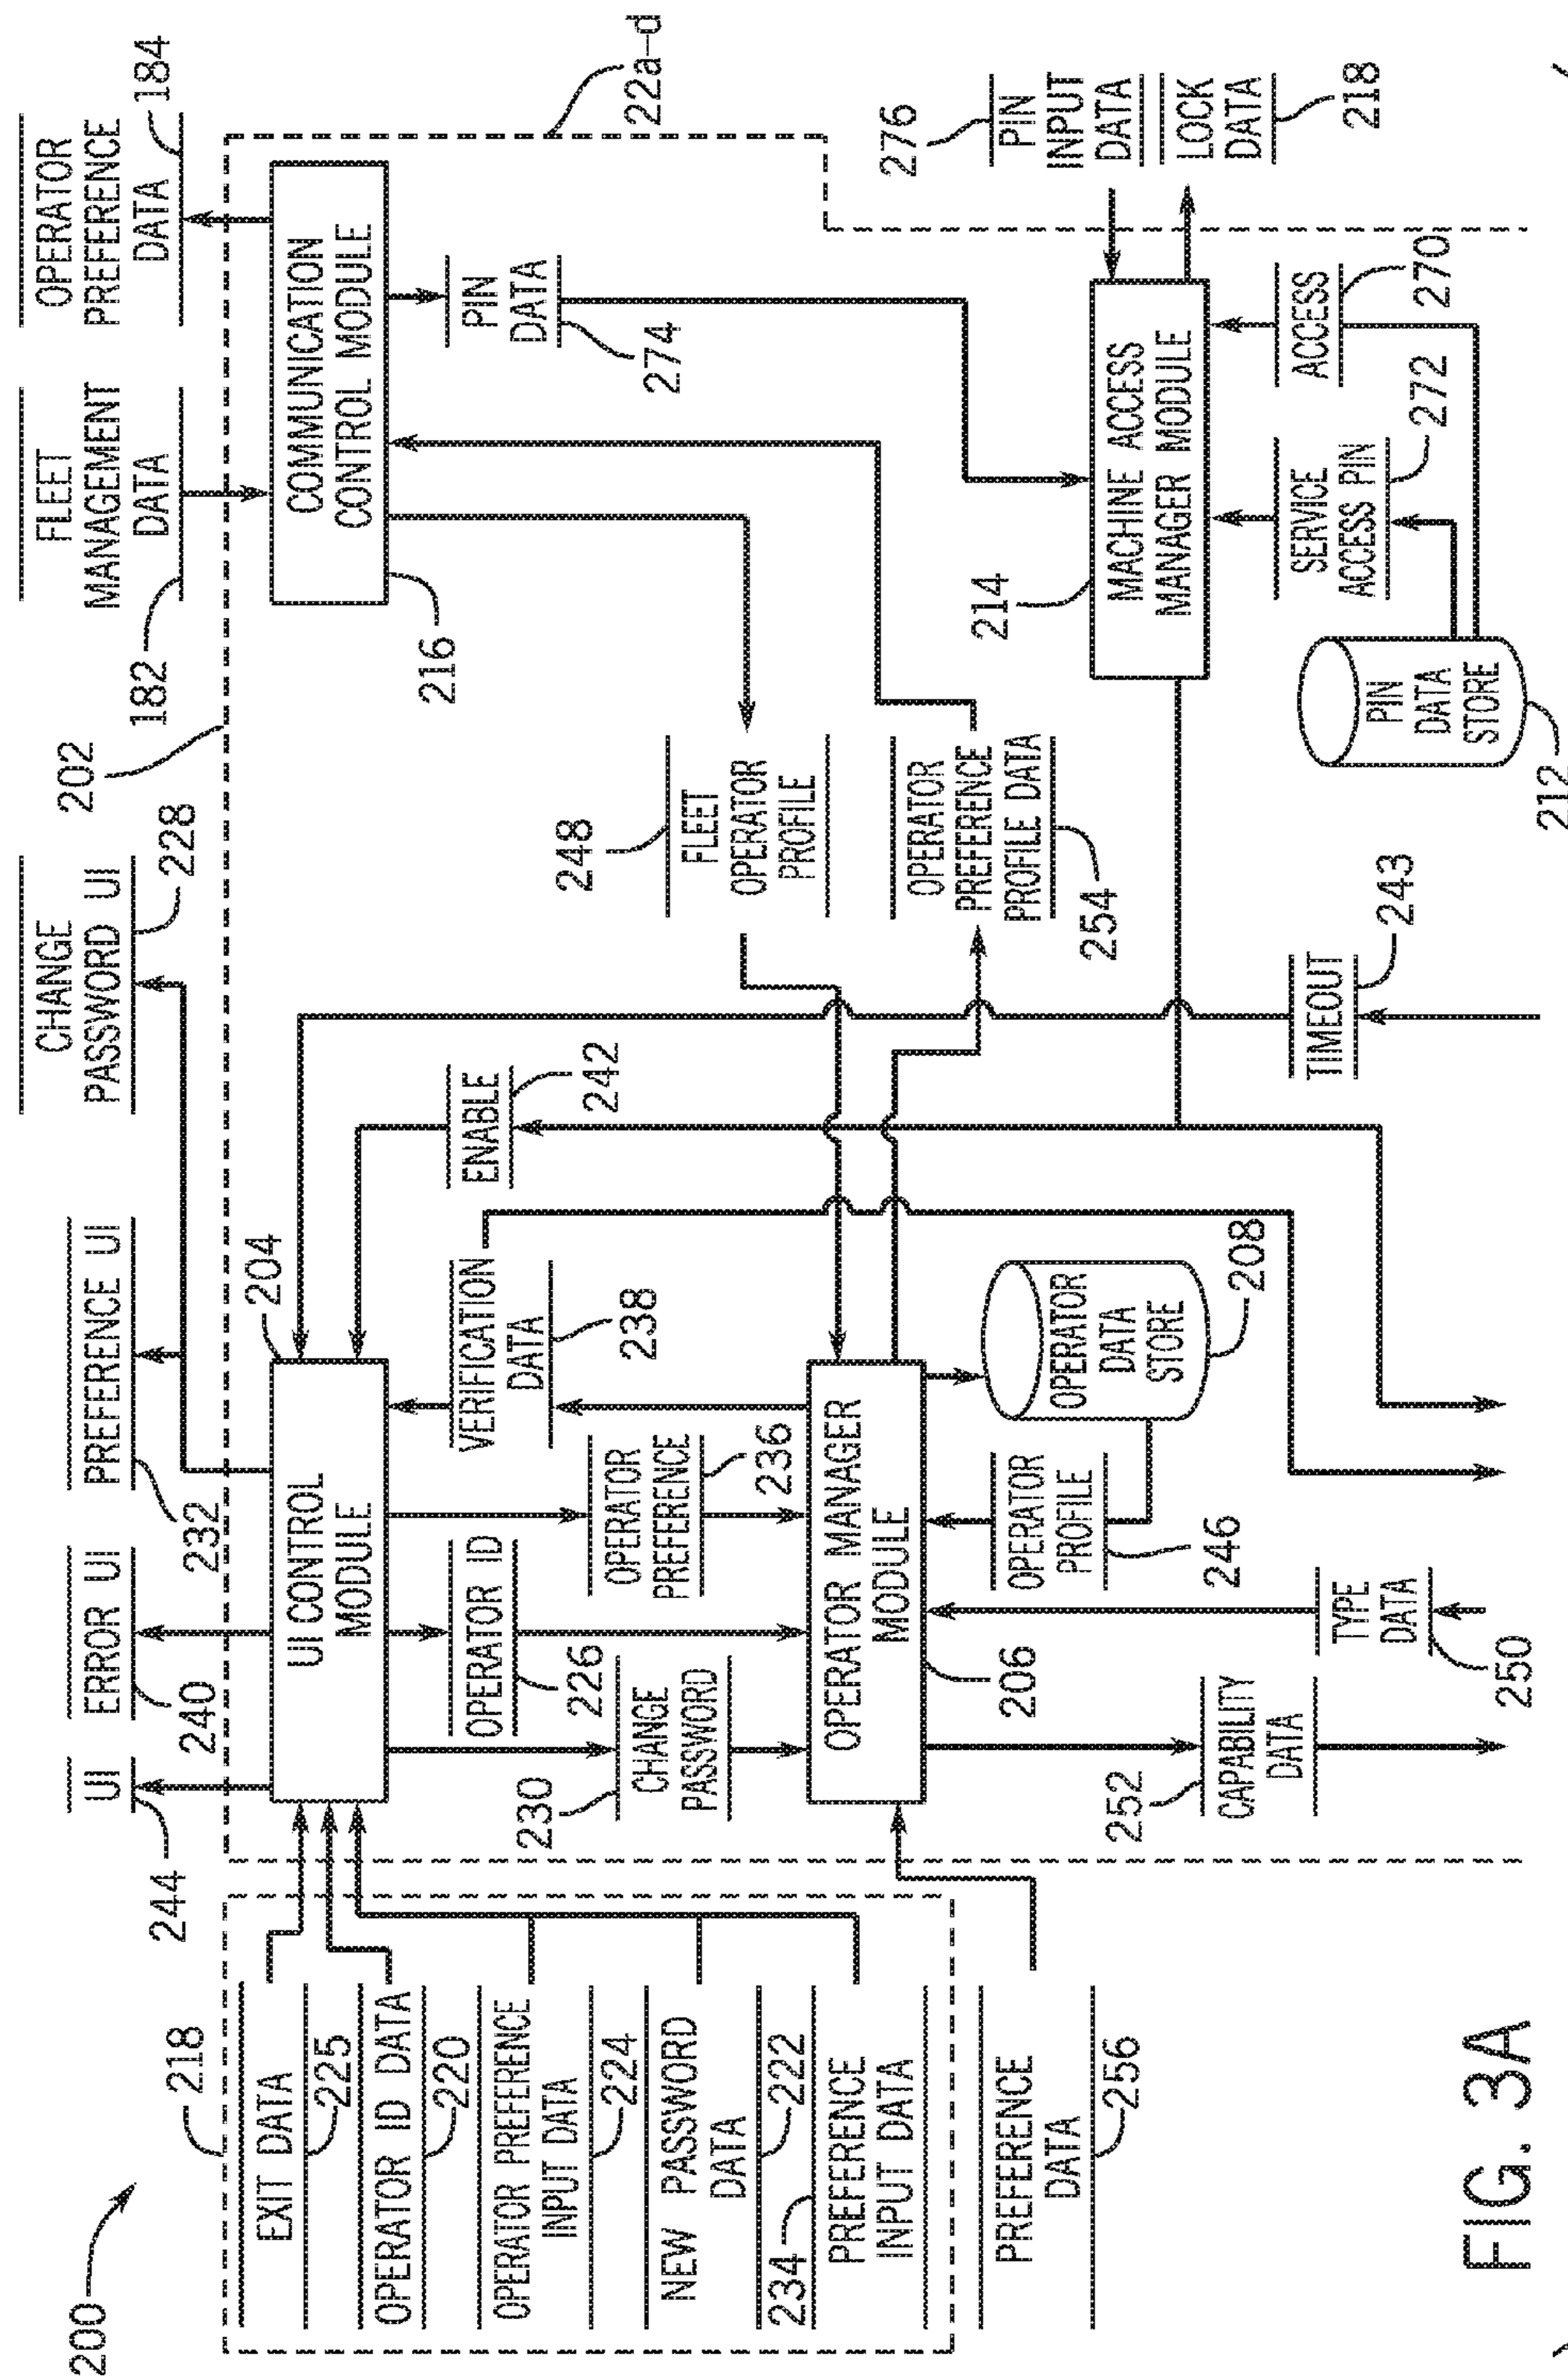 200
218
EXIT DATA
225
OPERATOR ID DATA
220
OPERATOR PREFERENCE
INPUT DATA
224
NEW PASSWORD
DATA
222
234
PREFERENCE
INPUT DATA
PREFERENCE
DATA
256
UI
244
ERROR UI
240
PREFERENCE UI
232
CHANGE
PASSWORD UI
228
202
FLEET
MANAGEMENT
DATA
182
OPERATOR
PREFERENCE
DATA
184
22a-d
204
UI CONTROL
MODULE
COMMUNICATION
CONTROL MODULE
216
OPERATOR ID
226
VERIFICATION
DATA
238
ENABLE
242
PIN
DATA
274
230
CHANGE
PASSWORD
OPERATOR
PREFERENCE
236
248
FLEET
OPERATOR
PROFILE
OPERATOR MANAGER
MODULE
206
OPERATOR
PREFERENCE
PROFILE DATA
254
276
PIN
INPUT
DATA
LOCK
DATA
218
214
MACHINE ACCESS
MANAGER MODULE
OPERATOR
PROFILE
246
OPERATOR
DATA
STORE
208
252
CAPABILITY
DATA
TYPE
DATA
250
TIMEOUT
243
PIN
DATA
STORE
212
SERVICE
ACCESS PIN
272
ACCESS
270
FIG. 3A